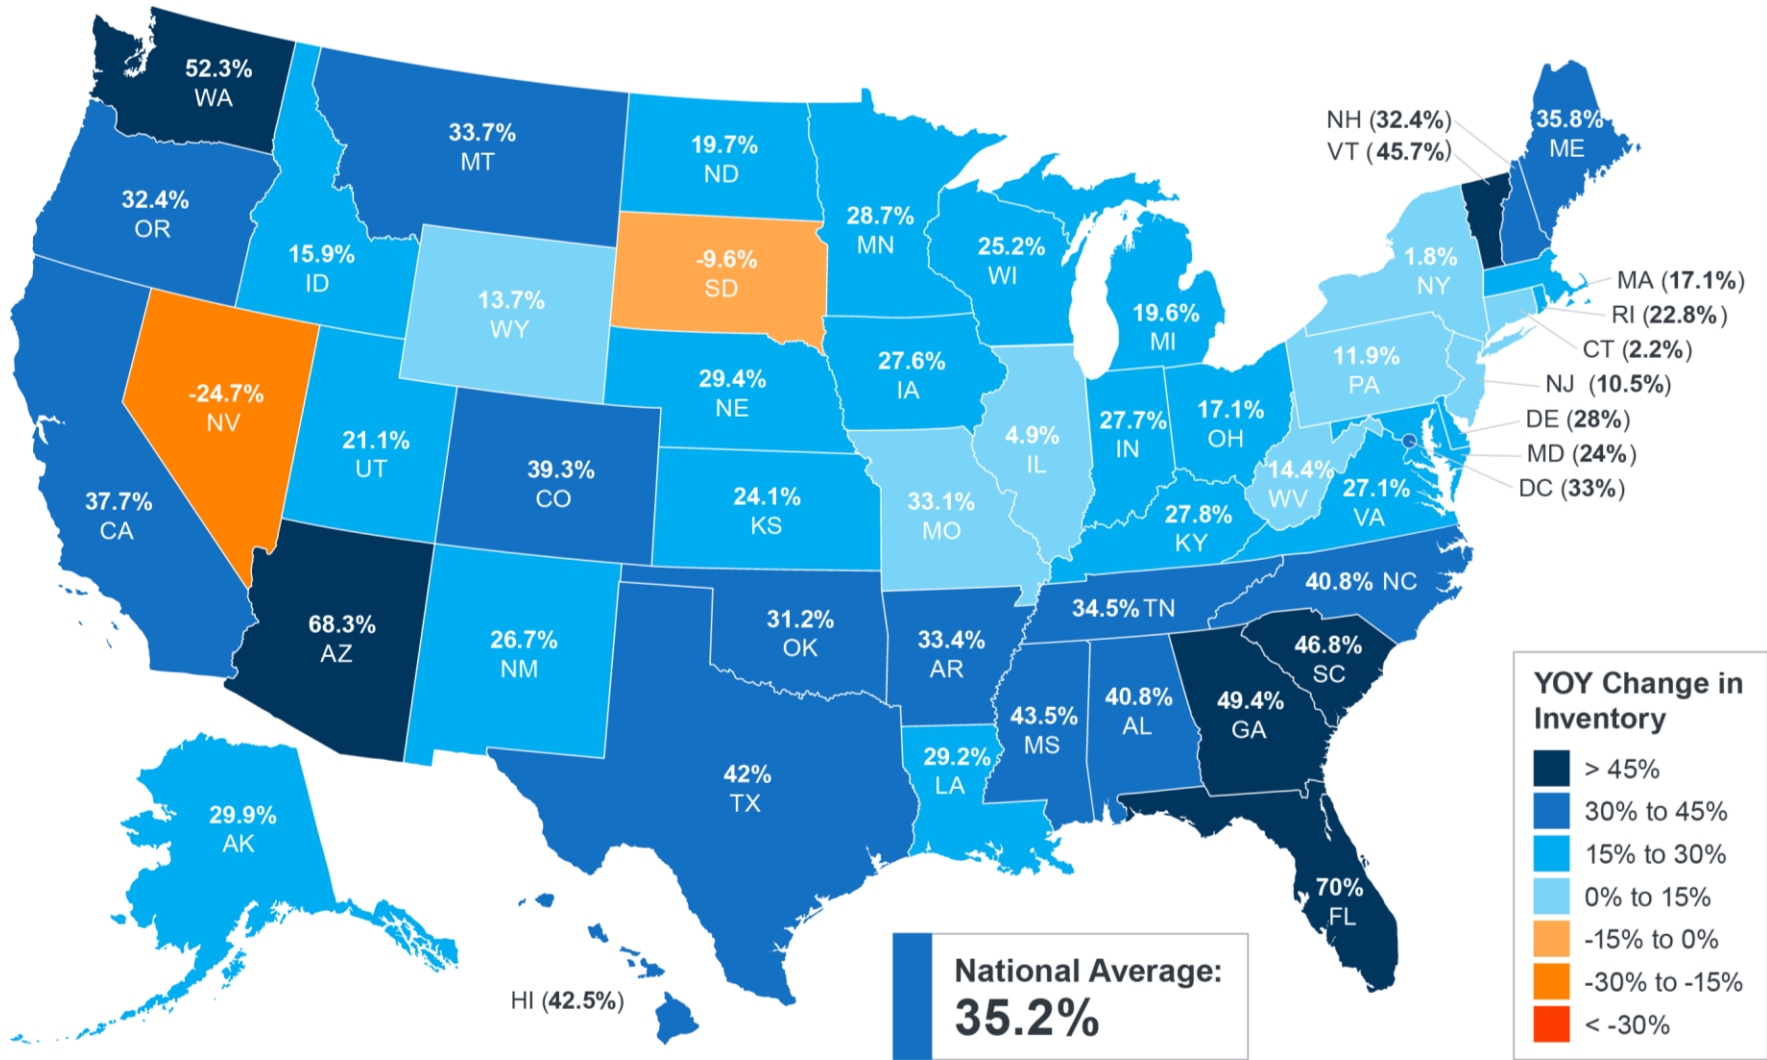 52.3%
WA
33.7%
MT
19.7%
ND
32.4%
OR
15.9%
ID
13.7%
WY
-9.6%
SD
28.7%
MN
25.2%
WI
19.6%
MI
NH (32.4%)
VT (45.7%)
35.8%
ME
1.8%
NY
MA (17.1%)
RI (22.8%)
CT (2.2%)
NJ (10.5%)
DE (28%)
MD (24%)
DC (33%)
11.9%
PA
-24.7%
NV
21.1%
UT
39.3%
CO
29.4%
NE
27.6%
IA
4.9%
IL
27.7%
IN
17.1%
OH
14.4%
WV
27.1%
VA
37.7%
CA
24.1%
KS
33.1%
MO
27.8%
KY
68.3%
AZ
26.7%
NM
31.2%
OK
33.4%
AR
34.5% TN
40.8% NC
46.8%
SC
43.5%
MS
40.8%
AL
49.4%
GA
42%
TX
29.2%
LA
70%
FL
29.9%
AK
HI (42.5%)
National Average:
35.2%
YOY Change in
Inventory
> 45%
30% to 45%
15% to 30%
0% to 15%
-15% to 0%
-30% to -15%
< -30%